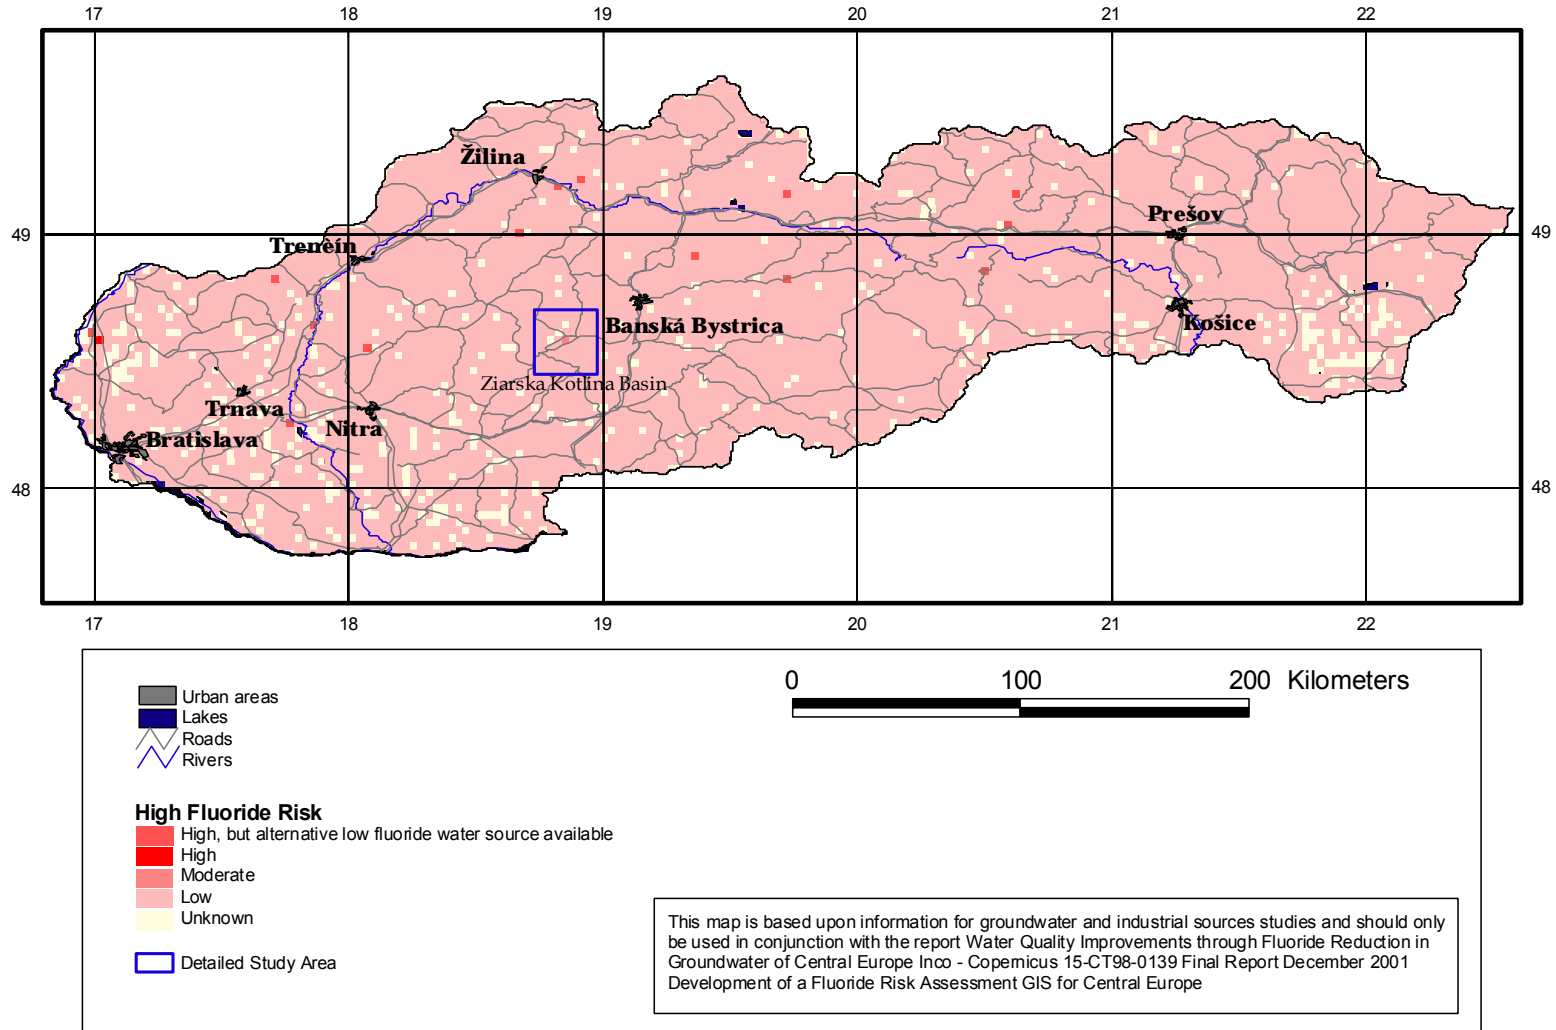 17 18 19 20 21 22
Žilina
Prešov
49 49
Trenčín
Banská Bystrica
Košice
Ziarska Kotlina Basin
Trnava
Nitra
Bratislava
48 48
17 18 19 20 21 22
0 100 200 Kilometers
Urban areas
Lakes
Roads
Rivers
High Fluoride Risk
High, but alternative low fluoride water source available
High
Moderate
Low
Unknown
Detailed Study Area
This map is based upon information for groundwater and industrial sources studies and should only
be used in conjunction with the report Water Quality Improvements through Fluoride Reduction in
Groundwater of Central Europe Inco - Copernicus 15-CT98-0139 Final Report December 2001
Development of a Fluoride Risk Assessment GIS for Central Europe